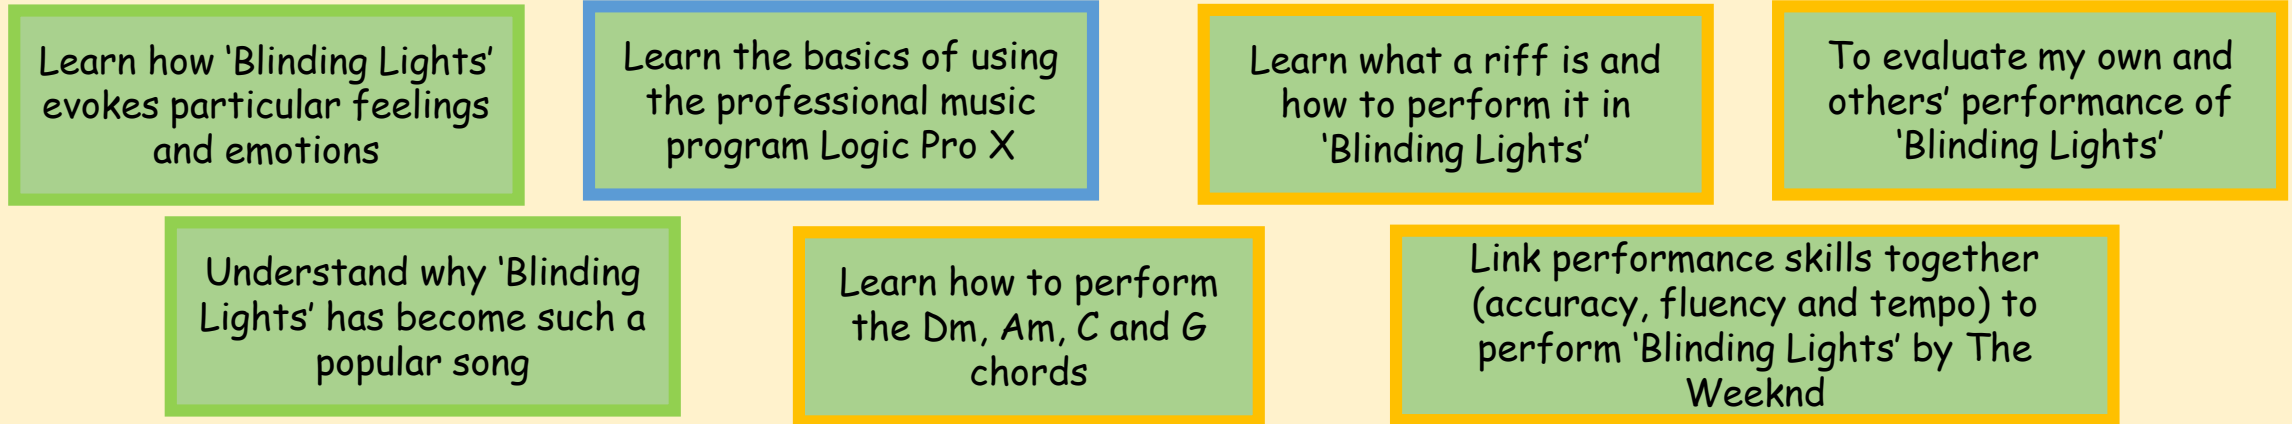 Learn how ‘Blinding Lights’
evokes particular feelings
and emotions
Learn the basics of using
the professional music
program Logic Pro X
Learn what a riff is and
how to perform it in
‘Blinding Lights’
To evaluate my own and
others’ performance of
‘Blinding Lights’
Understand why ‘Blinding
Lights’ has become such a
popular song
Learn how to perform
the Dm, Am, C and G
chords
Link performance skills together
(accuracy, fluency and tempo) to
perform ‘Blinding Lights’ by The
Weeknd